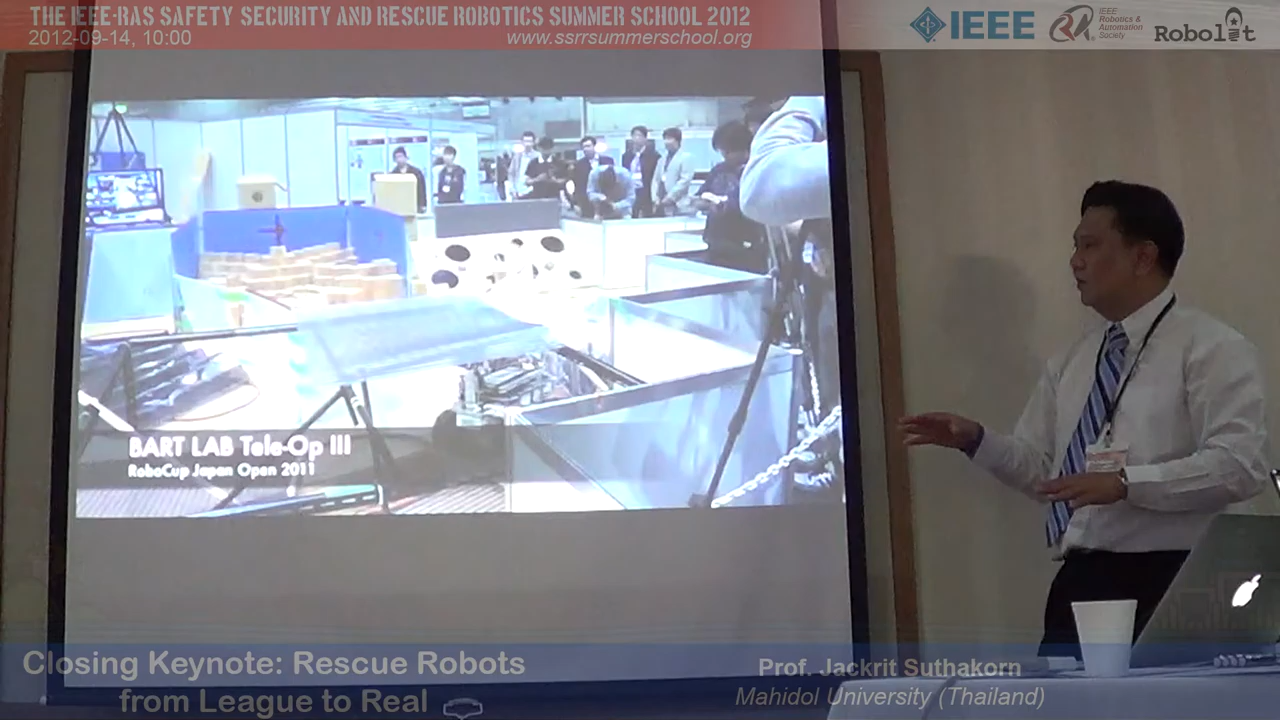 THE IEEE-RAS SAFETY SECURITY AND RESCUE ROBOTICS SUMMER SCHOOL 2012
2012-09-14, 10:00
www.ssrrsummerschool.org
IEEE
IEEE
Robotics &
Automation
Society
Robolit
BART LAB Tele-Op III
RoboCup Japan Open 2011
Closing Keynote: Rescue Robots
from League to Real
Prof. Jackrit Suthakorn
Mahidol University (Thailand)